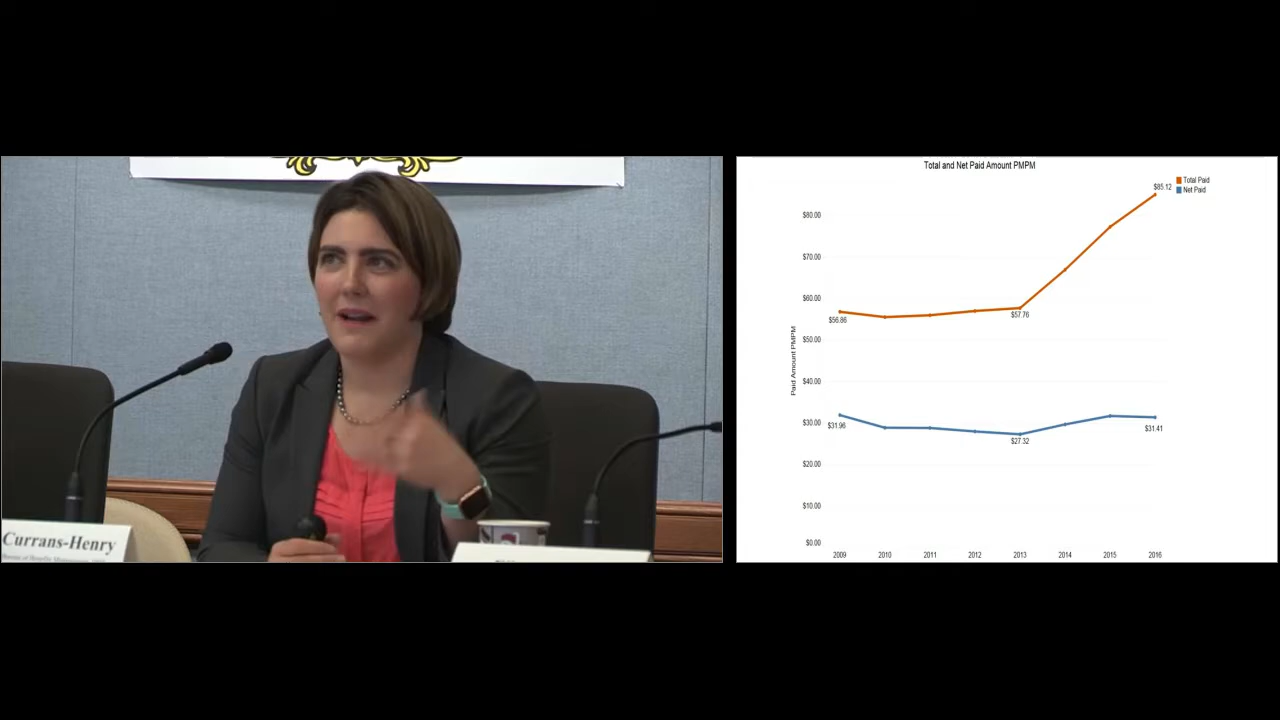 Currans-Henry
Total and Net Paid Amount PMPM
Total Paid
Net Paid
Paid Amount PMPM
$80.00
$70.00
$60.00
$50.00
$40.00
$30.00
$20.00
$10.00
$0.00
$56.86
$57.76
$85.12
$31.96
$27.32
$31.41
2009 2010 2011 2012 2013 2014 2015 2016